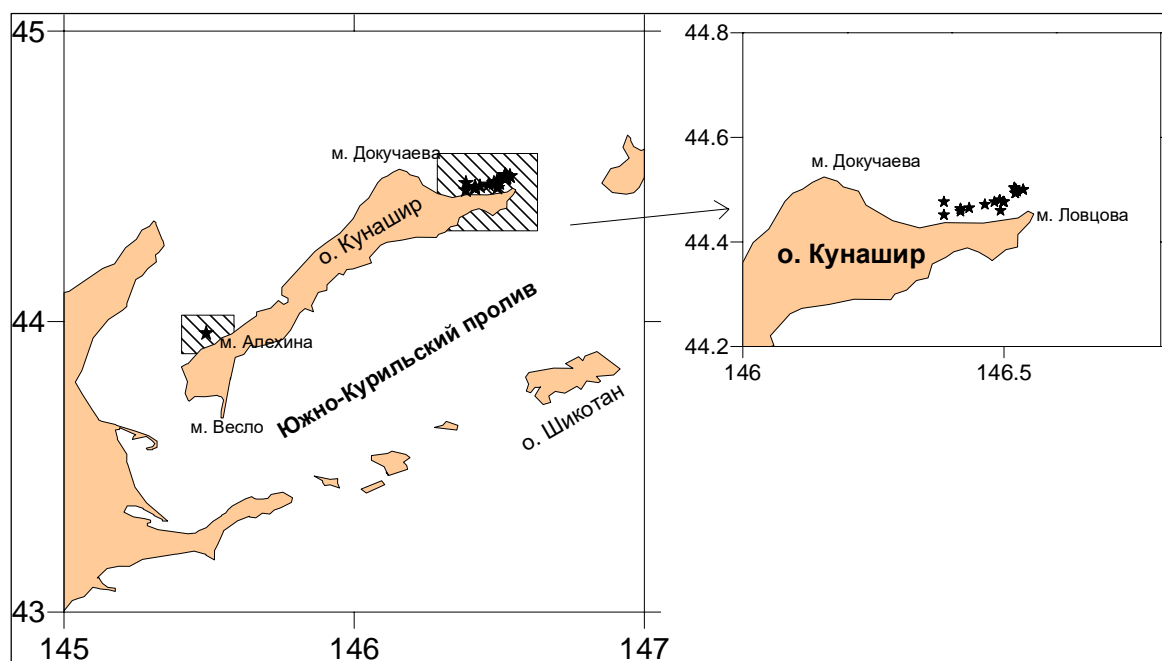 45
м. Докучаева
о. Кунашир
44
м. Алехина
Южно-Курильский пролив
м. Весло
о. Шикотан
43
145
146
147
44.8
44.6
м. Докучаева
м. Ловцова
44.4
о. Кунашир
44.2
146
146.5